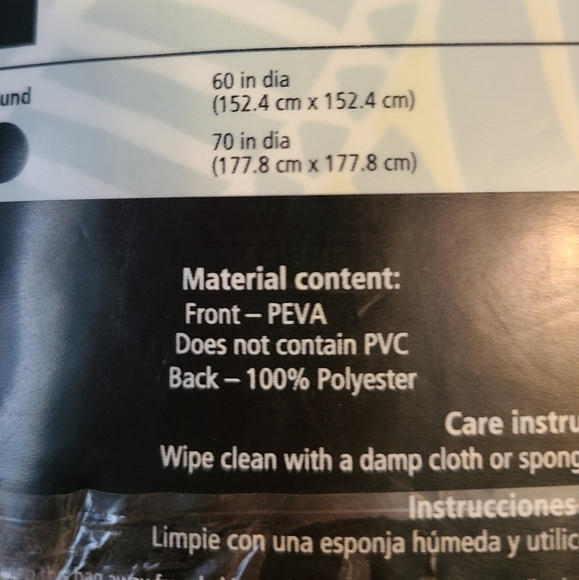 60 in dia
und (152.4 cm x 152.4 cm)
70 in dia
(177.8 cm x 177.8 cm)
Material content:
Front – PEVA
Does not contain PVC
Back – 100% Polyester
Care instru
Wipe clean with a damp cloth or spong
Instrucciones
Limpie con una esponja húmeda y utilic
bag away